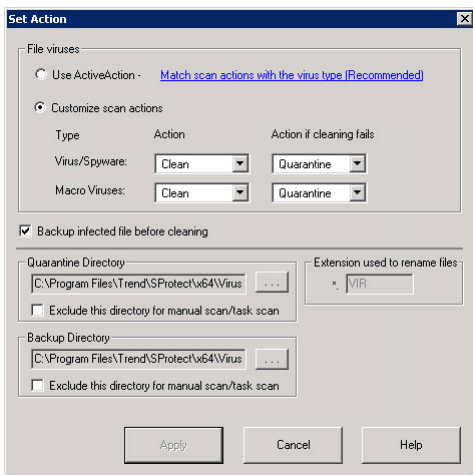 Set Action
File viruses
Use ActiveAction - Match scan actions with the virus type (Recommended)
Customize scan actions
Type Action Action if cleaning fails
Virus/Spyware: Clean Quarantine
Macro Viruses: Clean Quarantine
Backup infected file before cleaning
Quarantine Directory Extension used to rename files
C:\Program Files\Trend\SProtect\x64\Virus ... *. VIR
Exclude this directory for manual scan/task scan
Backup Directory
C:\Program Files\Trend\SProtect\x64\Virus ...
Exclude this directory for manual scan/task scan
Apply Cancel Help